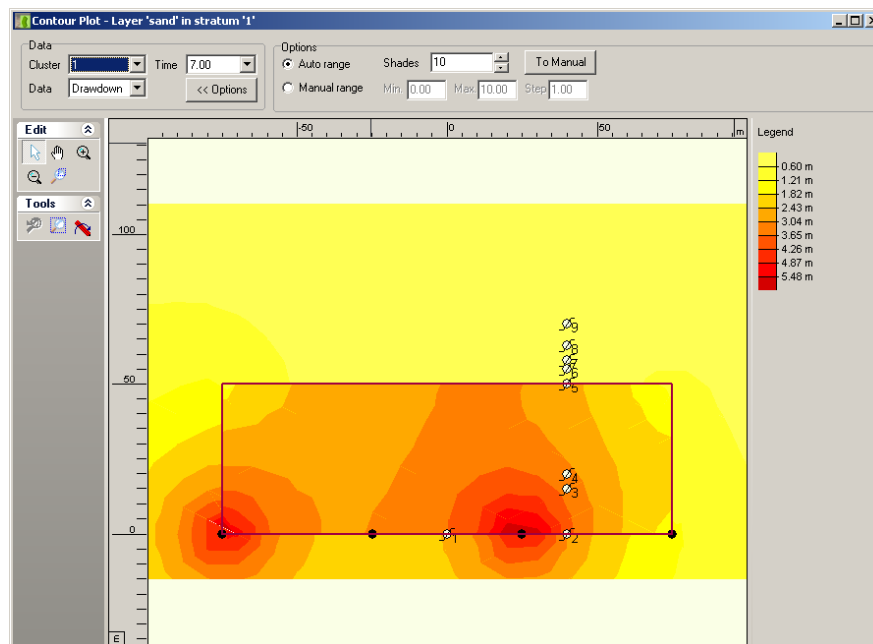 Contour Plot - Layer 'sand' in stratum '1'
Data
Options
Cluster 1 Time 7.00
Auto range Shades 10 To Manual
Data Drawdown << Options
Manual range Min. 0.00 Max. 10.00 Step 1.00
Edit
Tools
-50 0 50 m
100
50
0
m
Legend
0.60 m
1.21 m
1.82 m
2.43 m
3.04 m
3.65 m
4.26 m
4.87 m
5.48 m
9
8
7
6
5
4
3
1 2